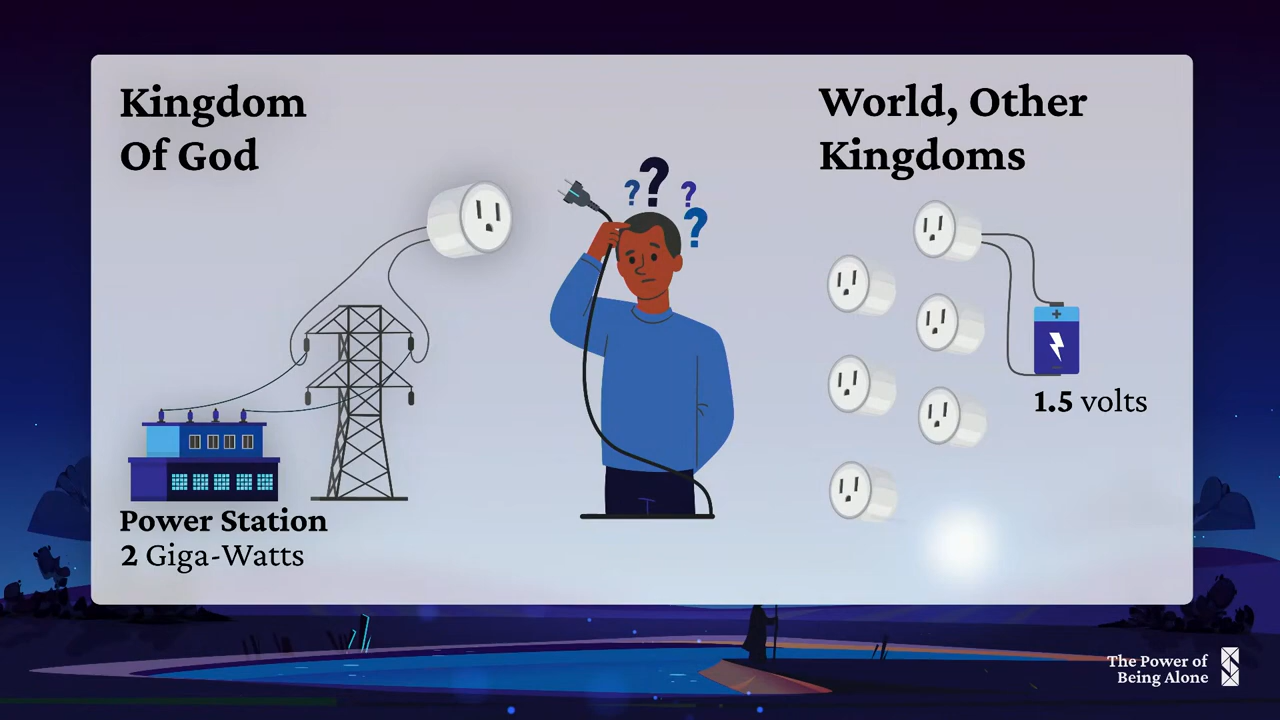 Kingdom
Of God
World, Other
Kingdoms
? ? ? ?
+
1.5 volts
Power Station
2 Giga-Watts
The Power of
Being Alone